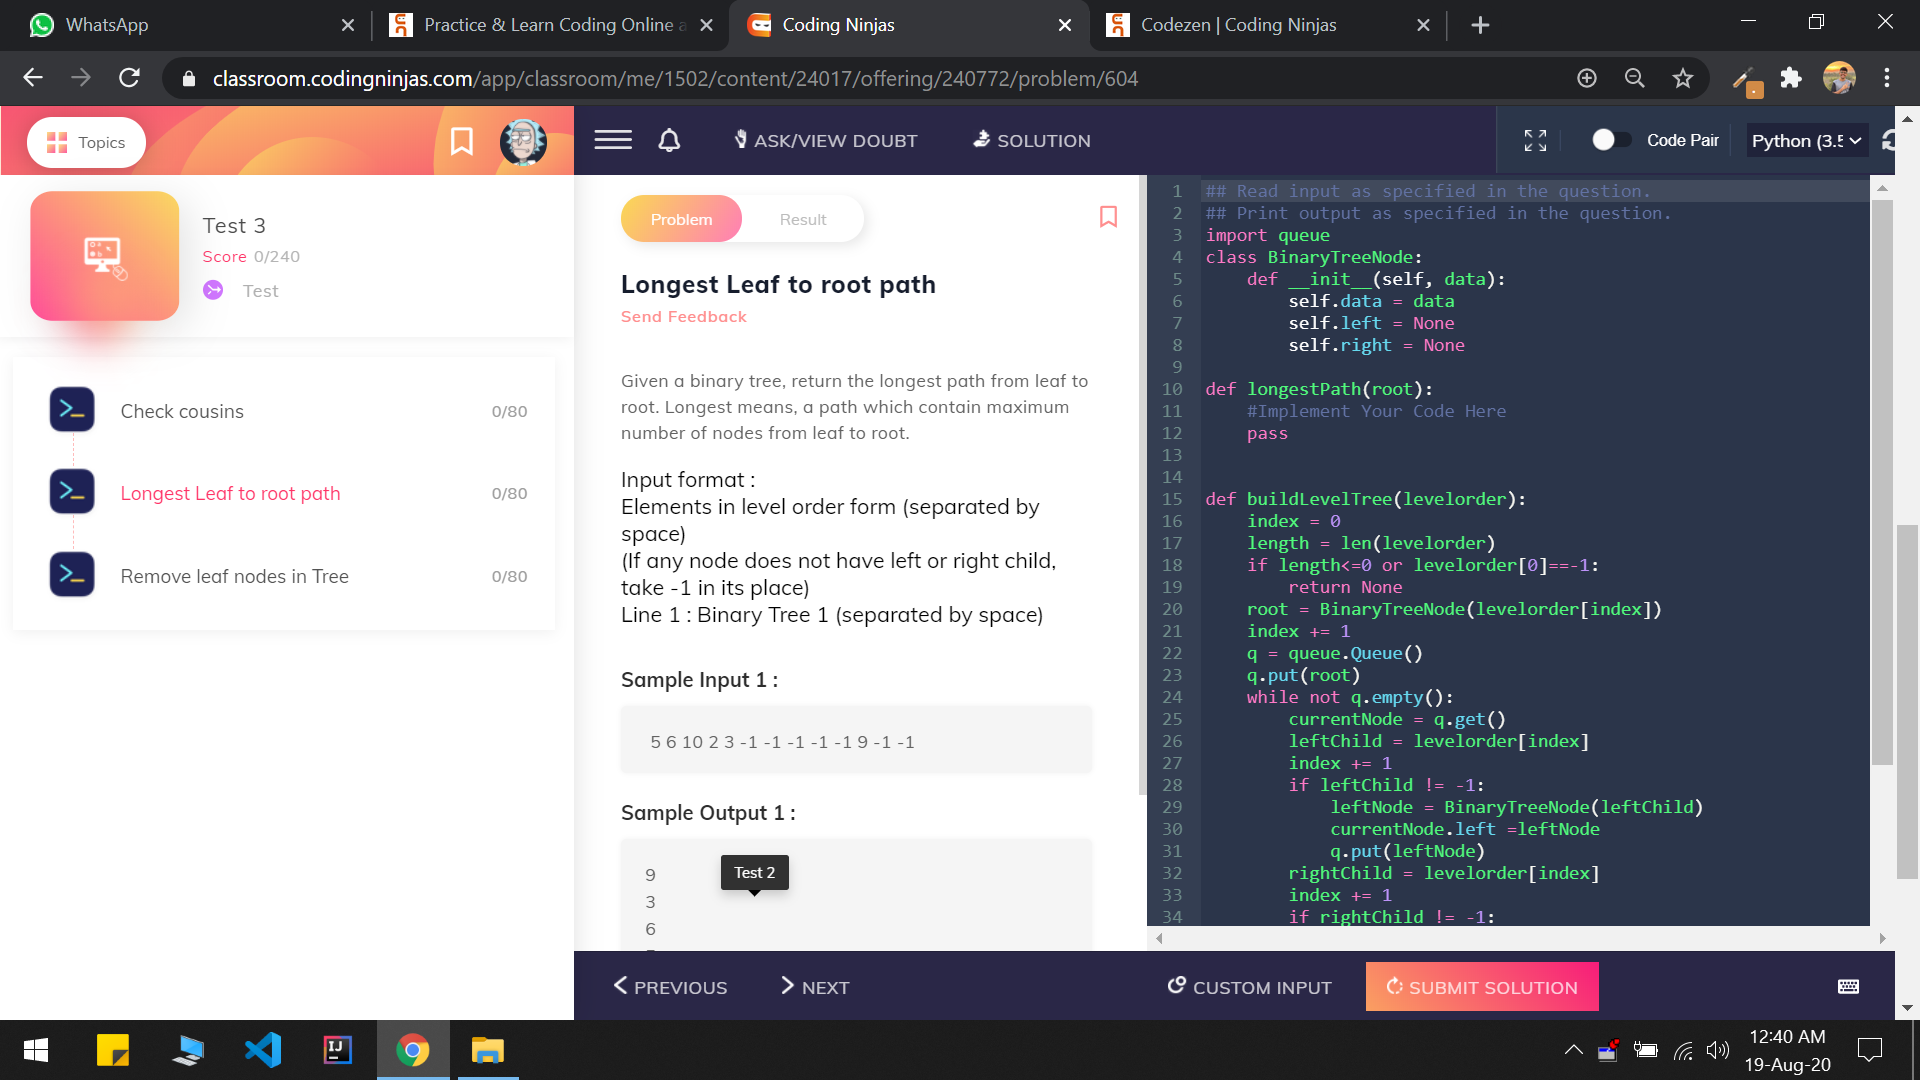 WhatsApp
Practice & Learn Coding Online a
Coding Ninjas
Codezen | Coding Ninjas
classroom.codingninjas.com/app/classroom/me/1502/content/24017/offering/240772/problem/604
Topics
ASK/VIEW DOUBT
SOLUTION
Code Pair
Python (3.5
Test 3
Score 0/240
Test
Check cousins 0/80
Longest Leaf to root path 0/80
Remove leaf nodes in Tree 0/80
Problem
Result
Longest Leaf to root path
Send Feedback
Given a binary tree, return the longest path from leaf to
root. Longest means, a path which contain maximum
number of nodes from leaf to root.
Input format :
Elements in level order form (separated by
space)
(If any node does not have left or right child,
take -1 in its place)
Line 1 : Binary Tree 1 (separated by space)
Sample Input 1 :
5 6 10 2 3 -1 -1 -1 -1 -1 9 -1 -1
Sample Output 1 :
9
3
6
Test 2
1 ## Read input as specified in the question.
2 ## Print output as specified in the question.
3 import queue
4 class BinaryTreeNode:
5 def __init__(self, data):
6 self.data = data
7 self.left = None
8 self.right = None
9
10 def longestPath(root):
11 #Implement Your Code Here
12 pass
13
14
15 def buildLevelTree(levelorder):
16 index = 0
17 length = len(levelorder)
18 if length<=0 or levelorder[0]==-1:
19 return None
20 root = BinaryTreeNode(levelorder[index])
21 index += 1
22 q = queue.Queue()
23 q.put(root)
24 while not q.empty():
25 currentNode = q.get()
26 leftChild = levelorder[index]
27 index += 1
28 if leftChild != -1:
29 leftNode = BinaryTreeNode(leftChild)
30 currentNode.left =leftNode
31 q.put(leftNode)
32 rightChild = levelorder[index]
33 index += 1
34 if rightChild != -1:
PREVIOUS
NEXT
CUSTOM INPUT
SUBMIT SOLUTION
IJ
12:40 AM
19-Aug-20